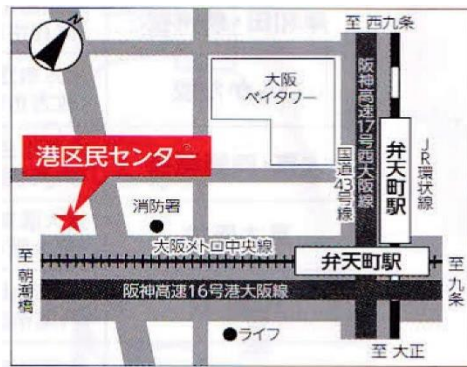 N
至 西九条
大阪
ベイタワー
阪神高速17号西大阪線
国道43号線
弁天町駅
JR環状線
港区民センター
消防署
大阪メトロ中央線
至 朝潮橋
弁天町駅
至 九条
阪神高速16号港大阪線
ライフ
至 大正